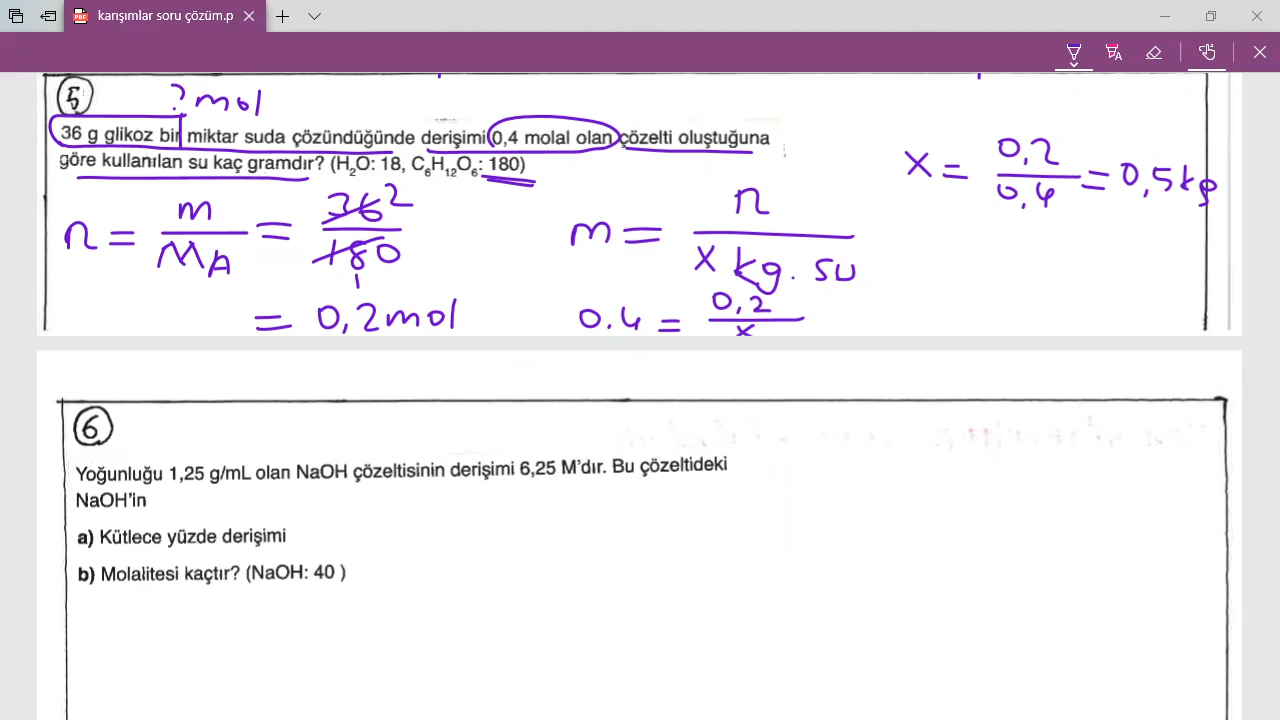 karışımlar soru çözüm.p
5
? mol
36 g glikoz bir miktar suda çözündüğünde derişimi 0,4 molal olan çözelti oluştuğuna
göre kullanılan su kaç gramdır? (H₂O: 18, C₆H₁₂O₆: 180)
n = m / MA = 36 2 / 180 1
= 0,2 mol
m = n / x kg. su
0.4 = 0,2 / x
x = 0,2 / 0,4 = 0,5 kg
6
Yoğunluğu 1,25 g/mL olan NaOH çözeltisinin derişimi 6,25 M'dır. Bu çözeltideki
NaOH'in
a) Kütlece yüzde derişimi
b) Molalitesi kaçtır? (NaOH: 40 )